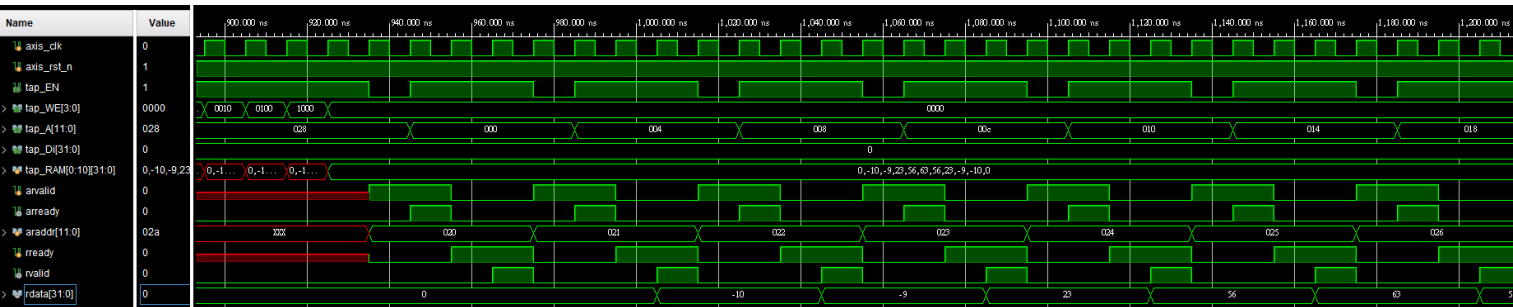 Name Value 900.000 ns 920.000 ns 940.000 ns 960.000 ns 980.000 ns 1,000.000 ns 1,020.000 ns 1,040.000 ns 1,060.000 ns 1,080.000 ns 1,100.000 ns 1,120.000 ns 1,140.000 ns 1,160.000 ns 1,180.000 ns 1,200.000 ns
axis_clk 0
axis_rst_n 1
tap_EN 1
> tap_WE[3:0] 0000 0010 0100 1000 0000
> tap_A[11:0] 028 028 000 004 008 00c 010 014 018
> tap_Di[31:0] 0 0
> tap_RAM[0:10][31:0] 0,-10,-9,23 0,-1... 0,-1... 0,-1... 0,-10,-9,23,56,63,56,23,-9,-10,0
arvalid 0
arready 0
> araddr[11:0] 02a XXX 020 021 022 023 024 025 026
rready 0
rvalid 0
> rdata[31:0] 0 0 -10 -9 23 56 63